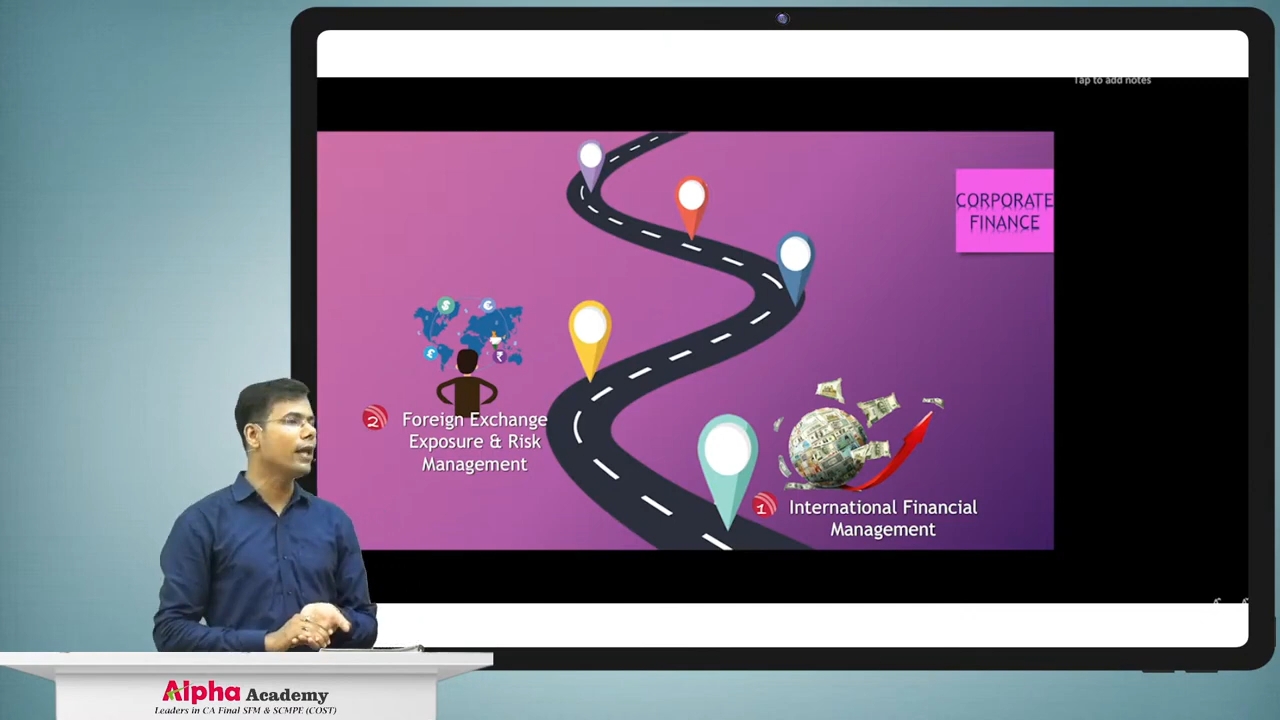 Tap to add notes
CORPORATE
FINANCE
$
€
£
₹
2
Foreign Exchange
Exposure & Risk
Management
1
International Financial
Management
Alpha Academy
Leaders in CA Final SFM & SCMPE (COST)